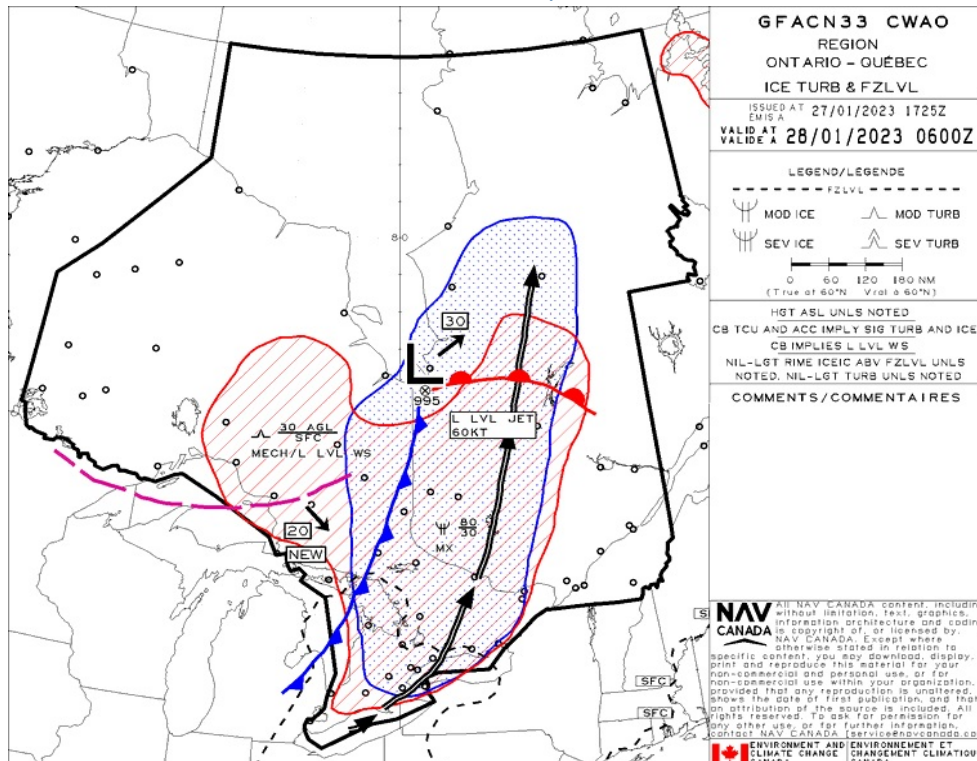 80
30
L
995
L LVL JET
60KT
30 AGL
SFC
MECH/L LVL WS
20
NEW
80
30
MX
GFACN33 CWAO
REGION
ONTARIO - QUÉBEC
ICE TURB & FZLVL
ISSUED AT 27/01/2023 1725Z
ÉMIS A
VALID AT 28/01/2023 0600Z
VALIDE A
LEGEND/LÉGENDE
FZLVL
MOD ICE MOD TURB
SEV ICE SEV TURB
0 60 120 180 NM
(True at 60°N Vrai à 60°N)
HGT ASL UNLS NOTED
CB TCU AND ACC IMPLY SIG TURB AND ICE
CB IMPLIES L LVL WS
NIL-LGT RIME ICEIC ABV FZLVL UNLS
NOTED. NIL-LGT TURB UNLS NOTED
COMMENTS/COMMENTAIRES
SFC
SFC
NAV
CANADA
All NAV CANADA content, including
without limitation, text, graphics,
information architecture and coding
is copyright of, or licensed by,
NAV CANADA. Except where
otherwise stated in relation to
specific content, you may download, display,
print and reproduce this material for your
non-commercial and personal use, or for
non-commercial use within your organization,
provided that any reproduction is unaltered,
shows the date of first publication, and that
an attribution of the source is included. All
rights reserved. To ask for permission for
any other use, or for further information,
contact NAV CANADA [service@navcanada.ca
ENVIRONMENT AND
CLIMATE CHANGE
CANADA
ENVIRONNEMENT ET
CHANGEMENT CLIMATIQUE
CANADA